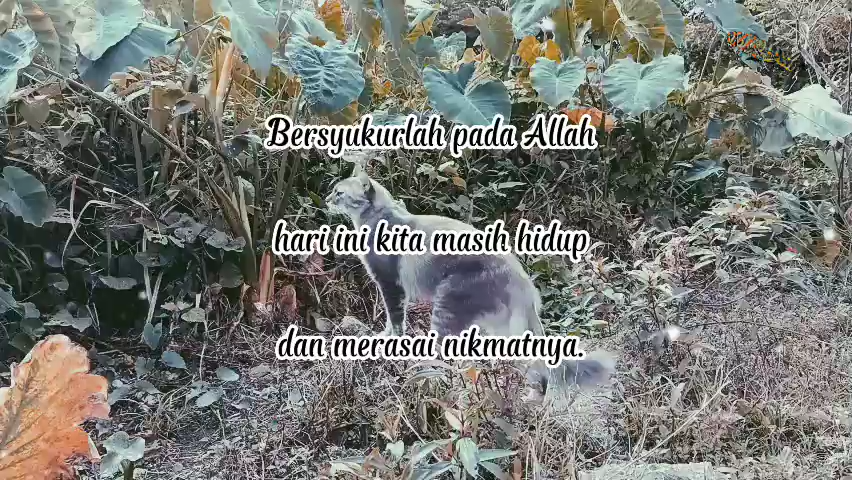 Bersyukurlah pada Allah
hari ini kita masih hidup
dan merasai nikmatnya.